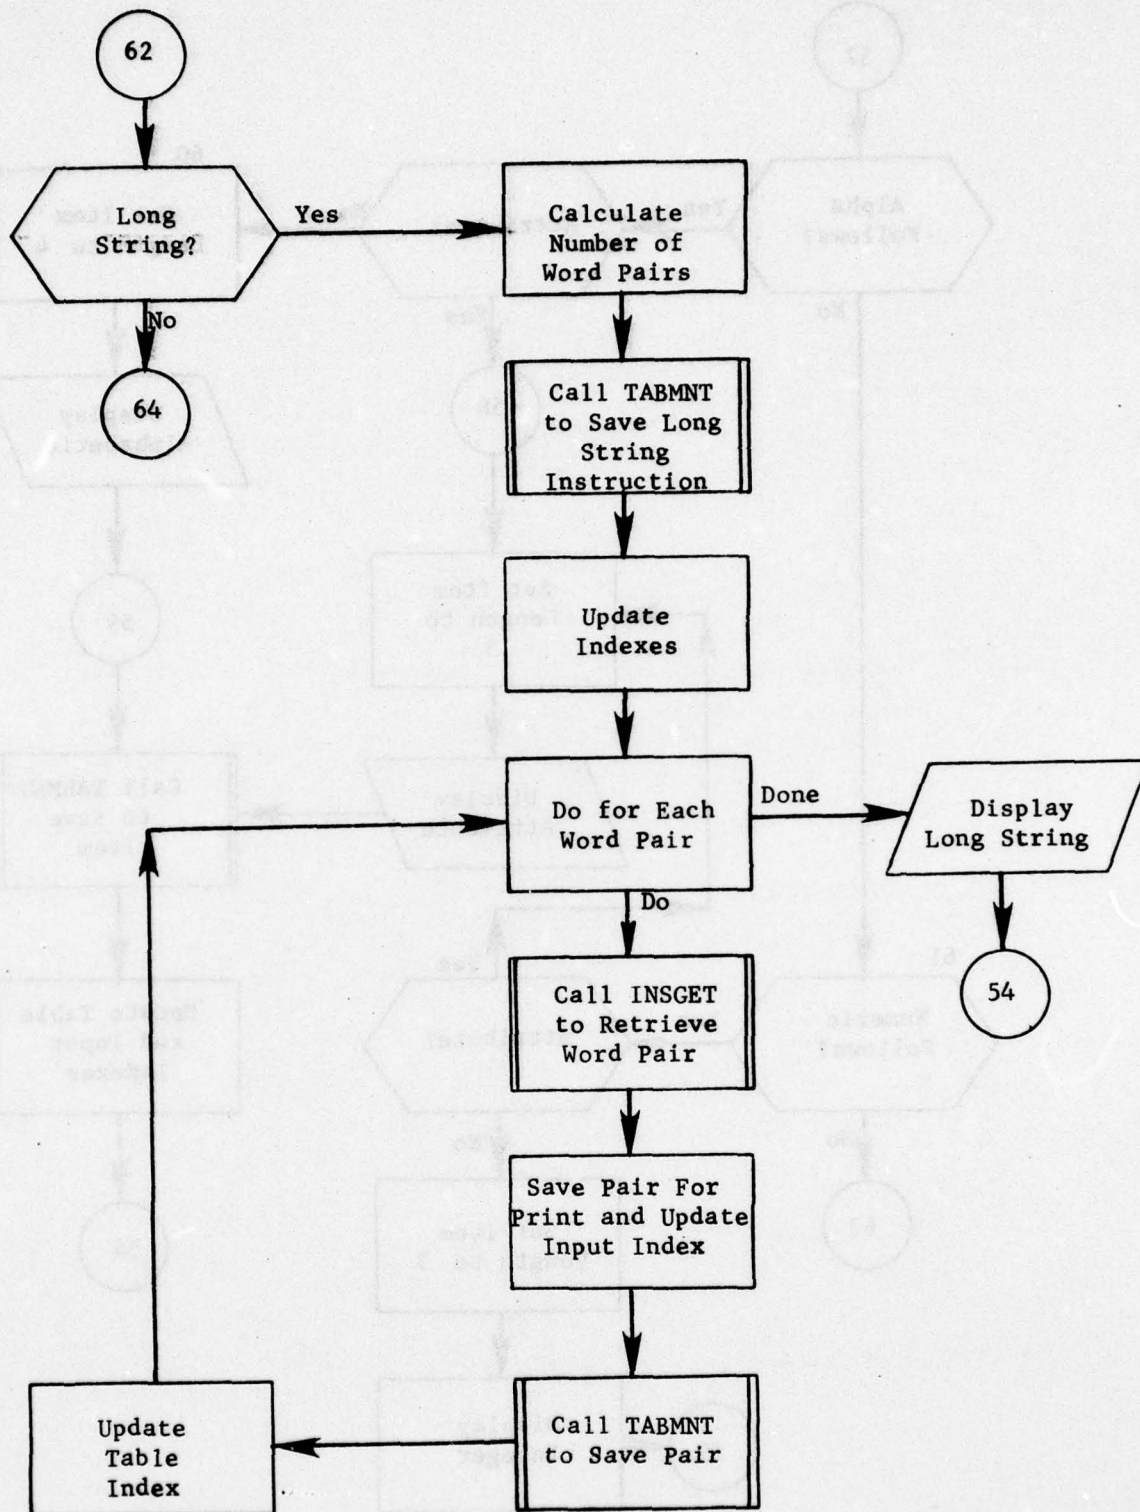 62
Long
String?
Yes
No
64
Calculate
Number of
Word Pairs
Call TABMNT
to Save Long
String
Instruction
Update
Indexes
Do for Each
Word Pair
Done
Display
Long String
54
Do
Call INSGET
to Retrieve
Word Pair
Save Pair For
Print and Update
Input Index
Call TABMNT
to Save Pair
Update
Table
Index